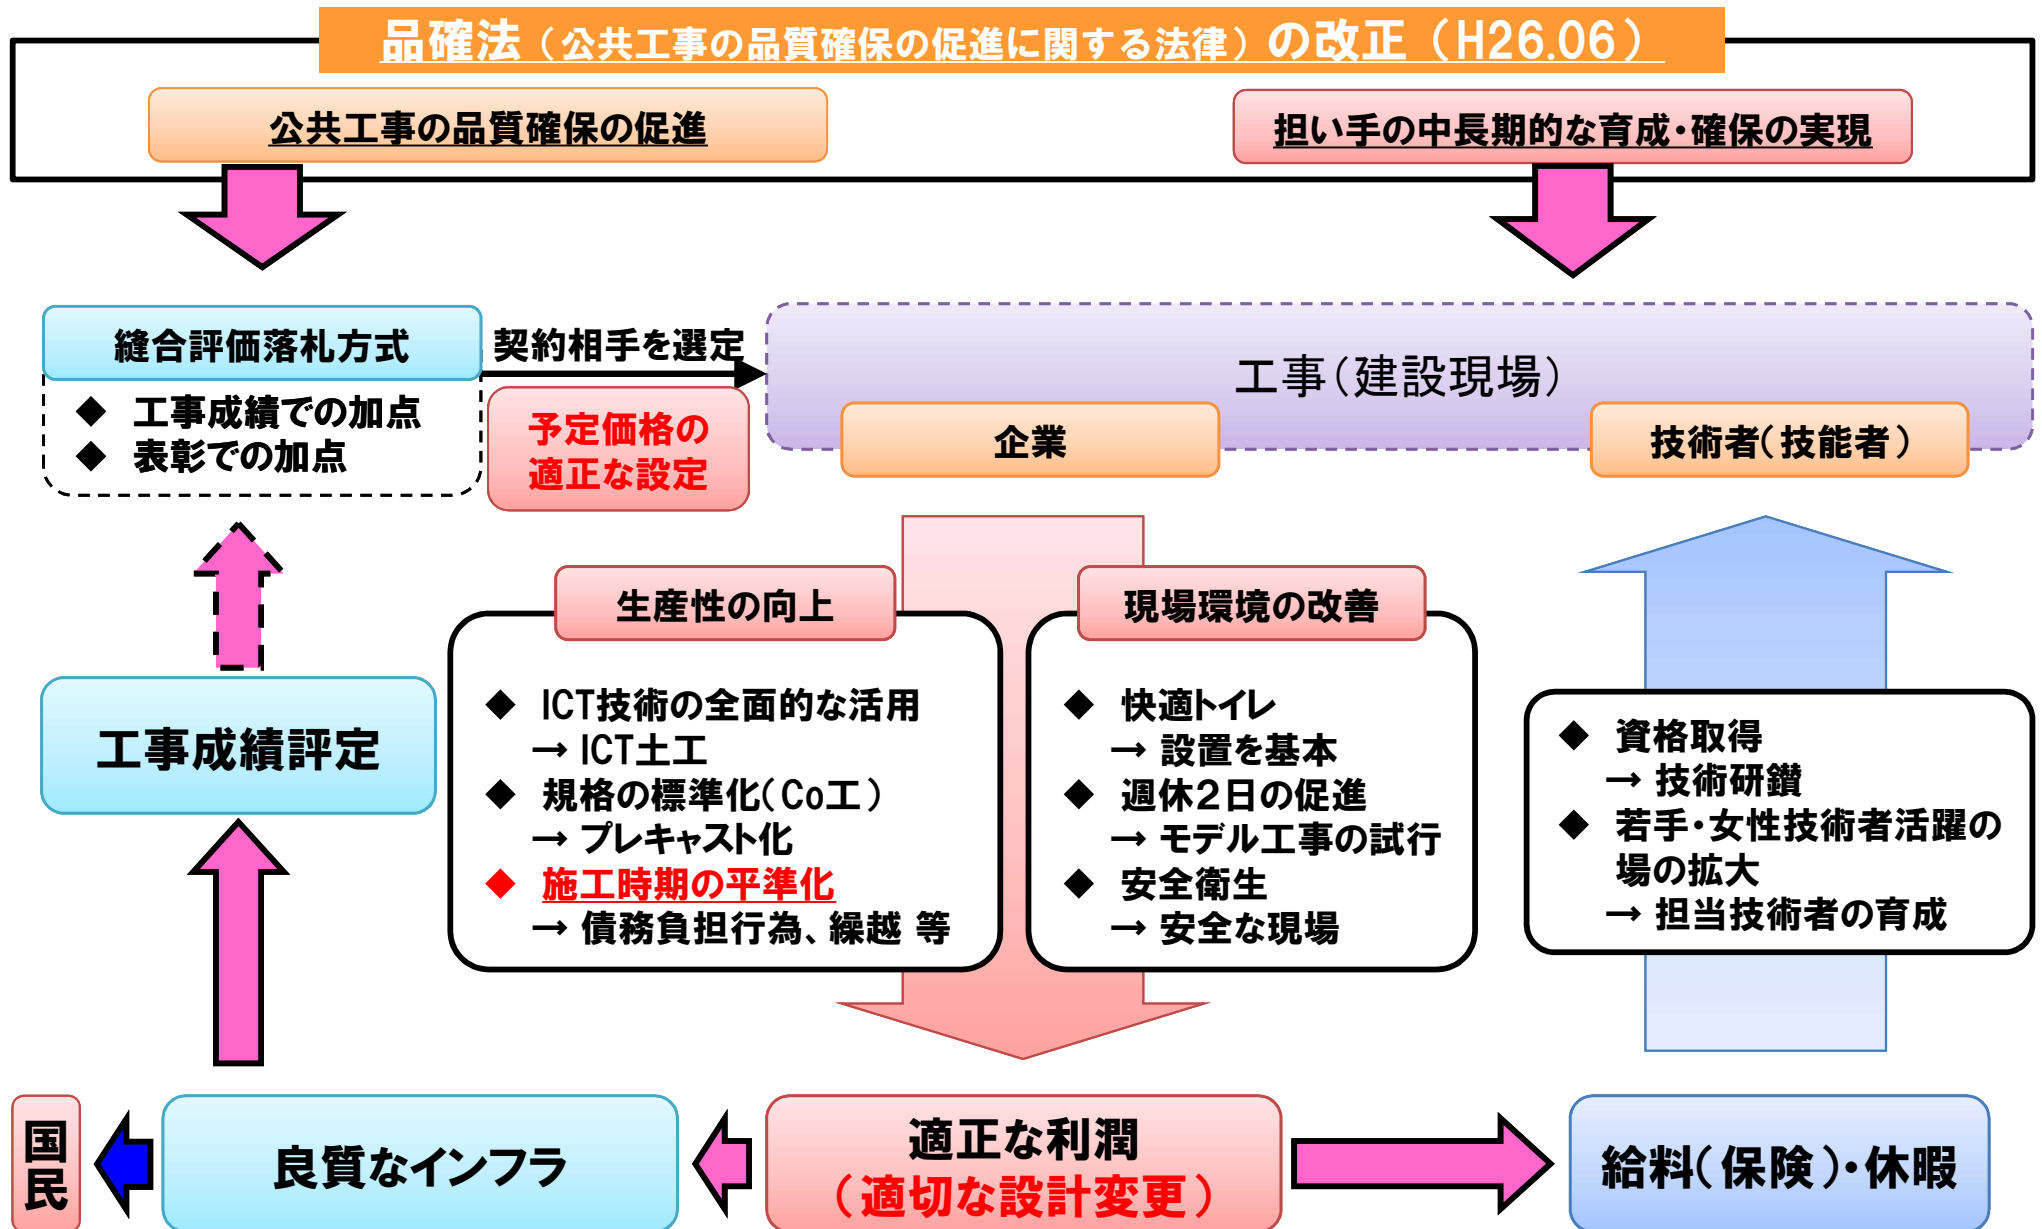 品確法（公共工事の品質確保の促進に関する法律）の改正（H26.06）
公共工事の品質確保の促進
担い手の中長期的な育成・確保の実現
縫合評価落札方式
◆ 工事成績での加点
◆ 表彰での加点
契約相手を選定
予定価格の
適正な設定
工事（建設現場）
企業
技術者（技能者）
生産性の向上
◆ ICT技術の全面的な活用
→ ICT土工
◆ 規格の標準化（Co工）
→ プレキャスト化
◆ 施工時期の平準化
→ 債務負担行為、繰越 等
現場環境の改善
◆ 快適トイレ
→ 設置を基本
◆ 週休２日の促進
→ モデル工事の試行
◆ 安全衛生
→ 安全な現場
◆ 資格取得
→ 技術研鑽
◆ 若手・女性技術者活躍の
場の拡大
→ 担当技術者の育成
工事成績評定
国民
良質なインフラ
適正な利潤
（適切な設計変更）
給料（保険）・休暇